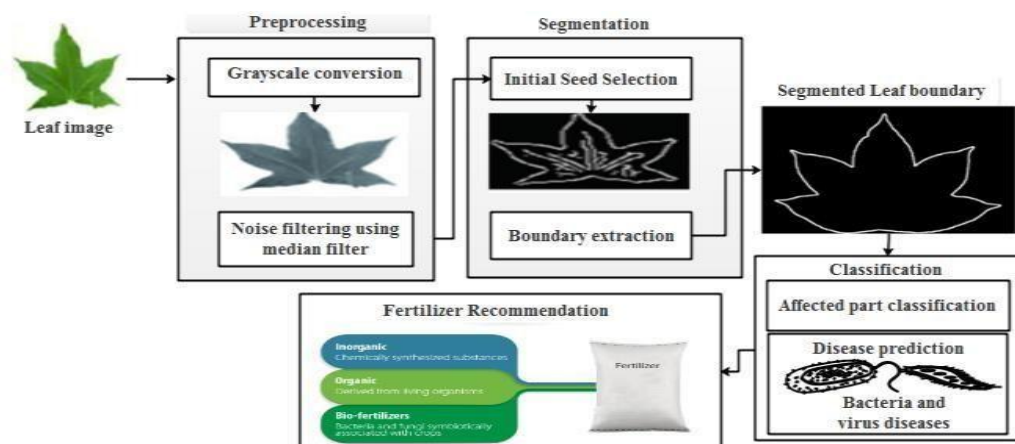 Preprocessing
Segmentation
Leaf image
Grayscale conversion
Noise filtering using
median filter
Initial Seed Selection
Boundary extraction
Segmented Leaf boundary
Classification
Affected part classification
Disease prediction
Bacteria and
virus diseases
Fertilizer Recommendation
Inorganic
Chemically synthesized substances
Organic
Derived from living organisms
Bio-fertilizers
Bacteria and fungi symbiotically
associated with crops
Fertilizer